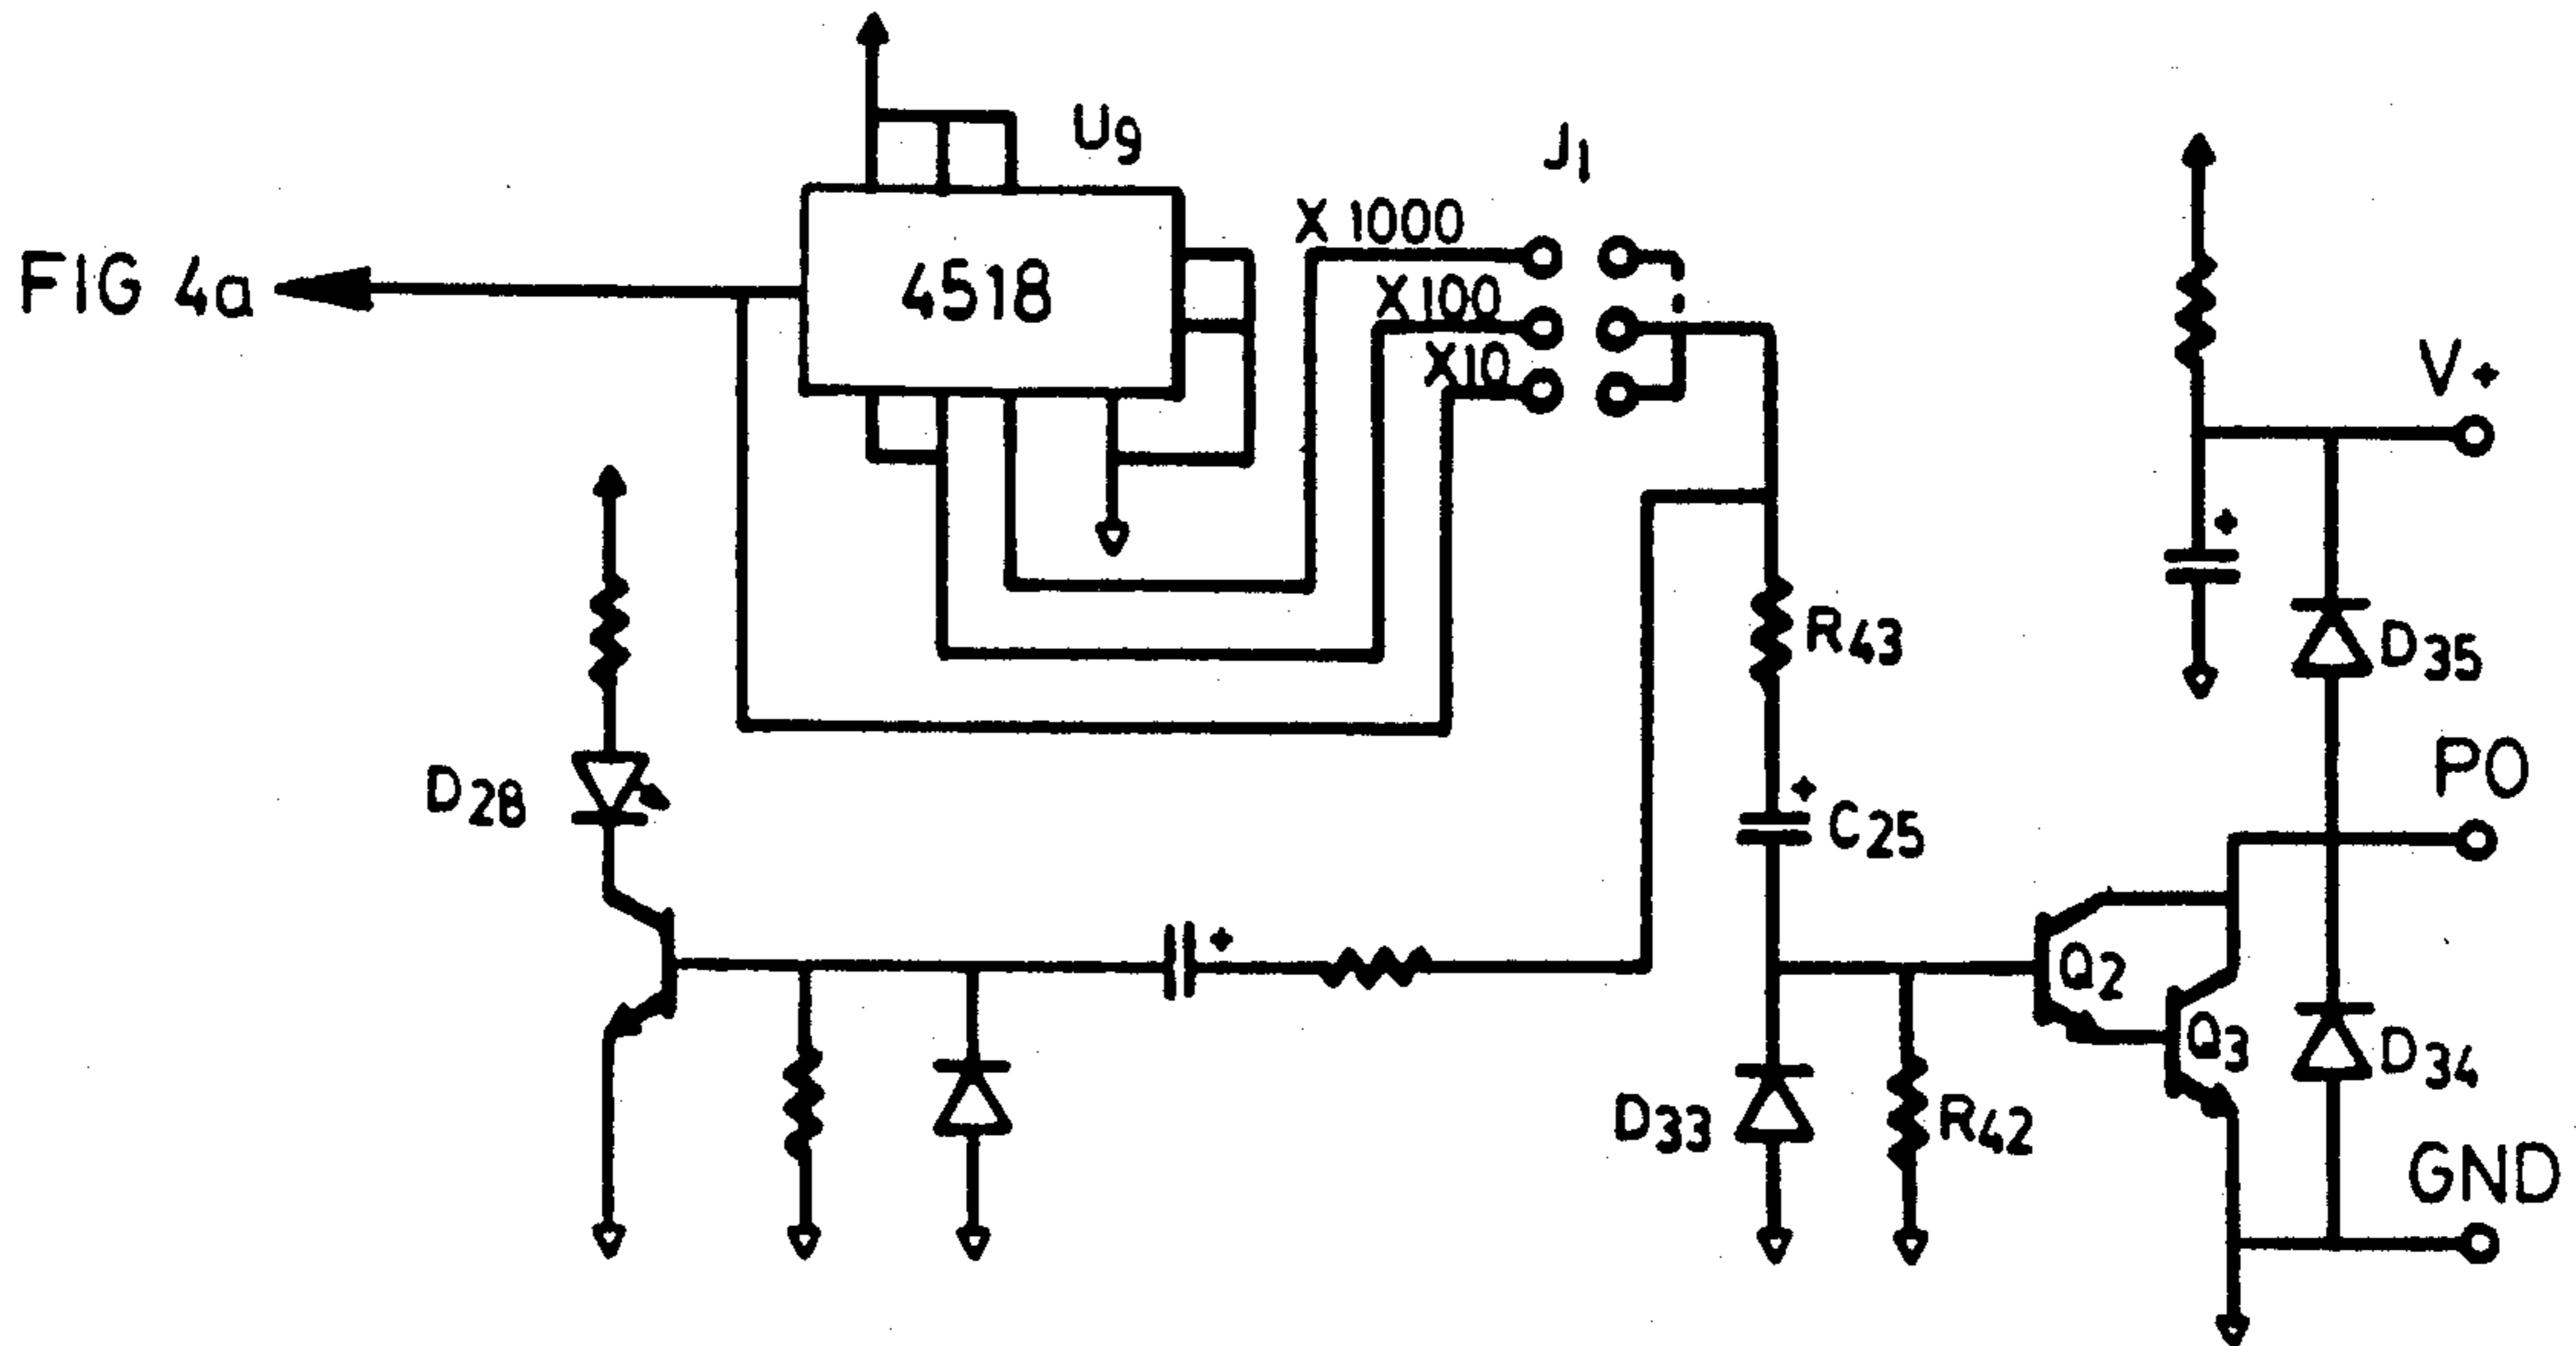 U9
J1
X 1000
FIG 4a
4518
X100
X10
V+
+
R43
D35
D28
+
C25
PO
+
Q2
Q3
D33
R42
D34
GND